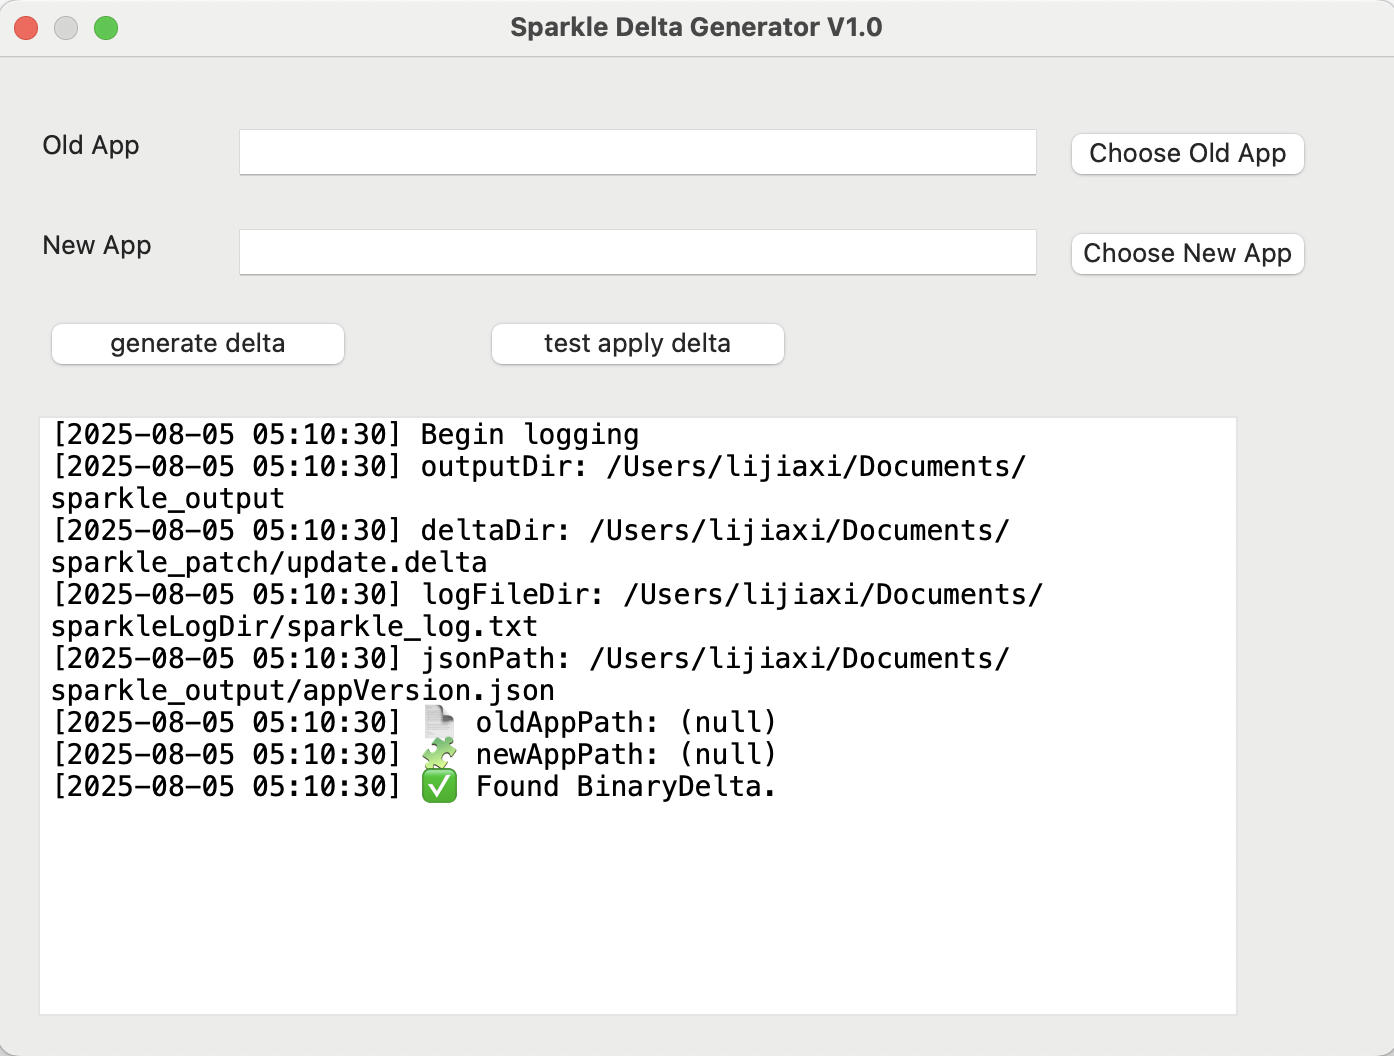 Sparkle Delta Generator V1.0
Old App
Choose Old App
New App
Choose New App
generate delta
test apply delta
[2025-08-05 05:10:30] Begin logging
[2025-08-05 05:10:30] outputDir: /Users/lijiaxi/Documents/
sparkle_output
[2025-08-05 05:10:30] deltaDir: /Users/lijiaxi/Documents/
sparkle_patch/update.delta
[2025-08-05 05:10:30] logFileDir: /Users/lijiaxi/Documents/
sparkleLogDir/sparkle_log.txt
[2025-08-05 05:10:30] jsonPath: /Users/lijiaxi/Documents/
sparkle_output/appVersion.json
[2025-08-05 05:10:30] 📄 oldAppPath: (null)
[2025-08-05 05:10:30] 🧩 newAppPath: (null)
[2025-08-05 05:10:30] ✅ Found BinaryDelta.